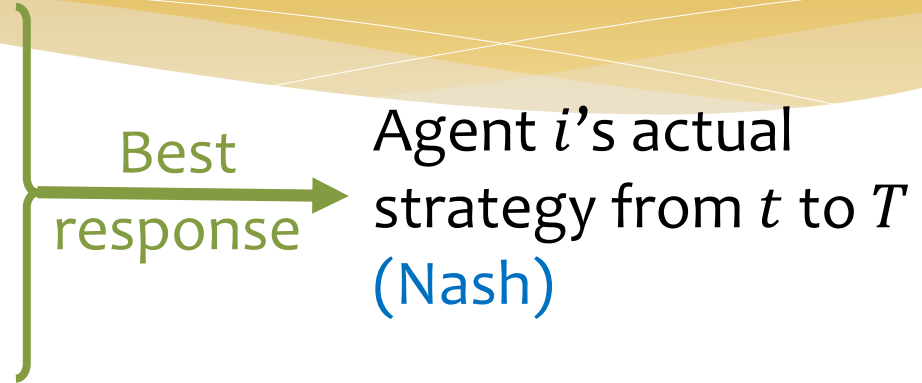 Best
response
Agent i’s actual
strategy from t to T
(Nash)